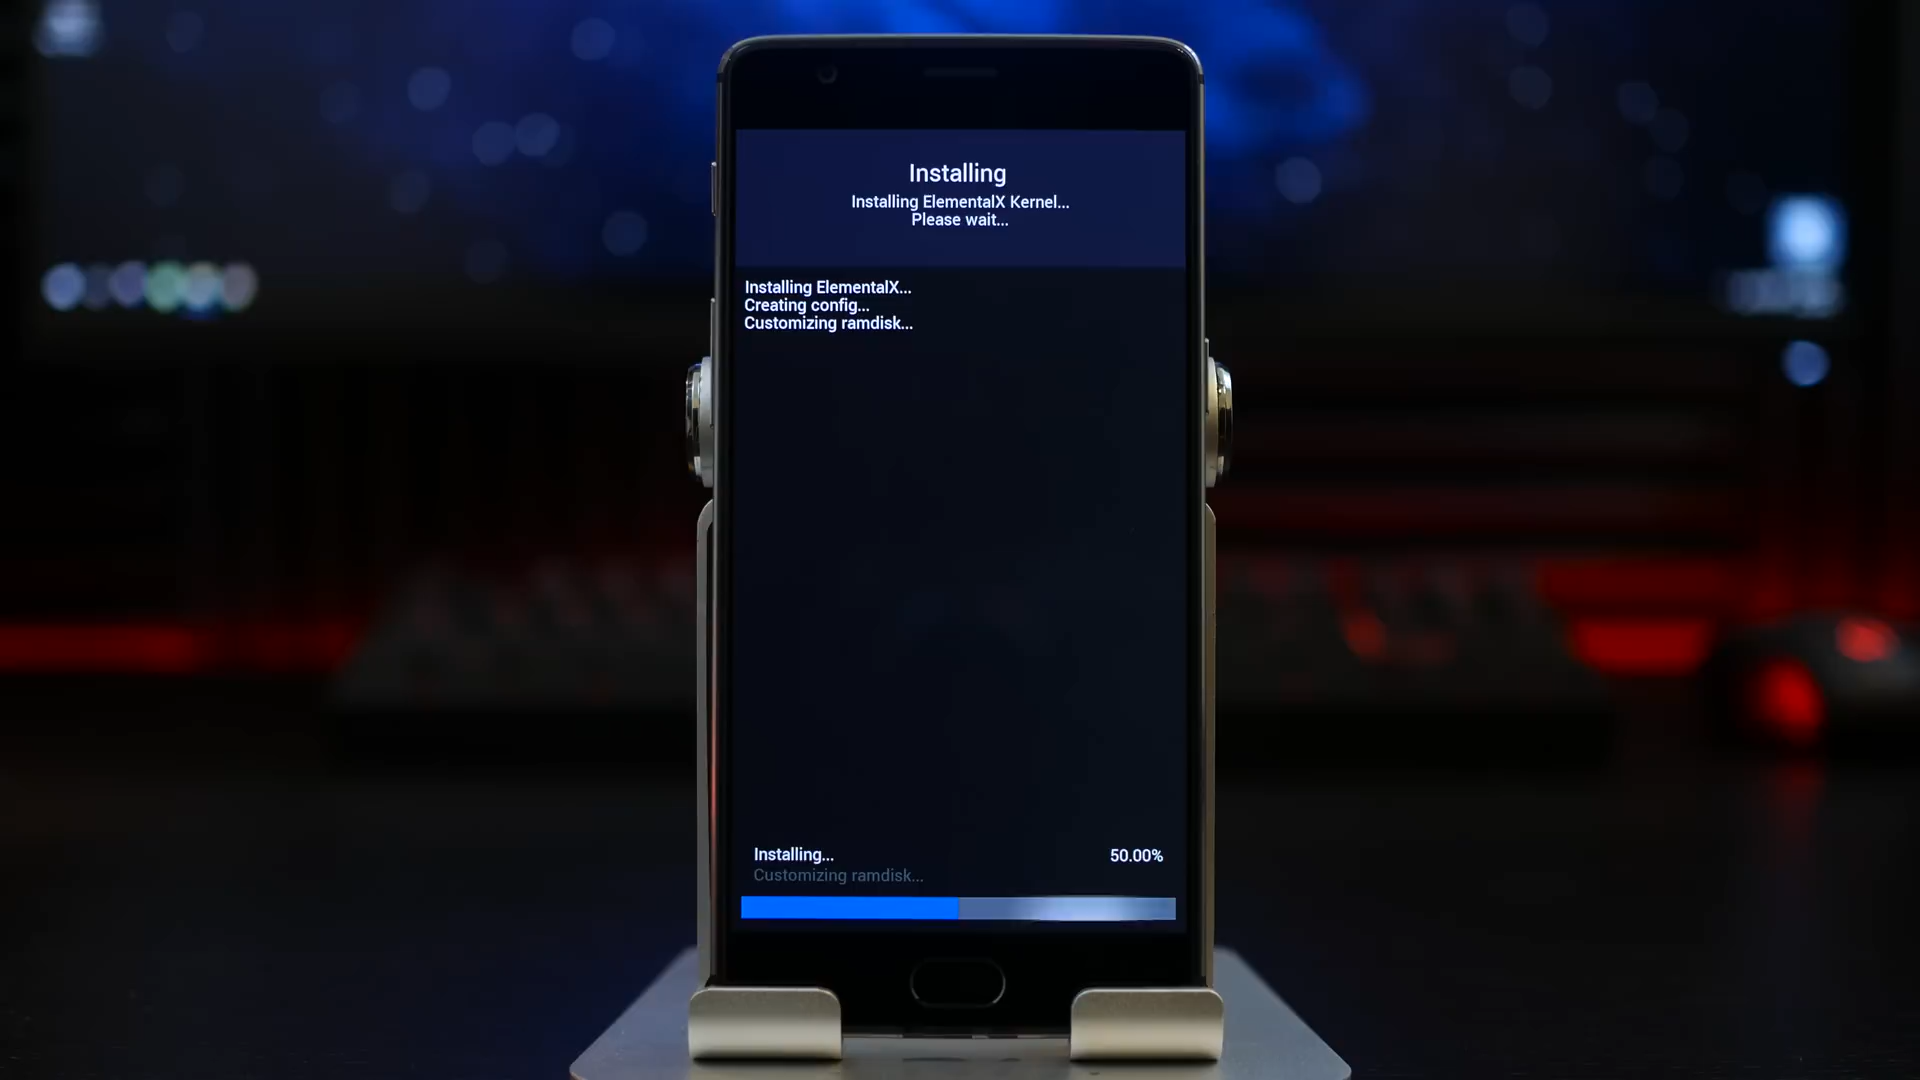 Installing
Installing ElementalX Kernel...
Please wait...
Installing ElementalX...
Creating config...
Customizing ramdisk...
Installing... 50.00%
Customizing ramdisk...